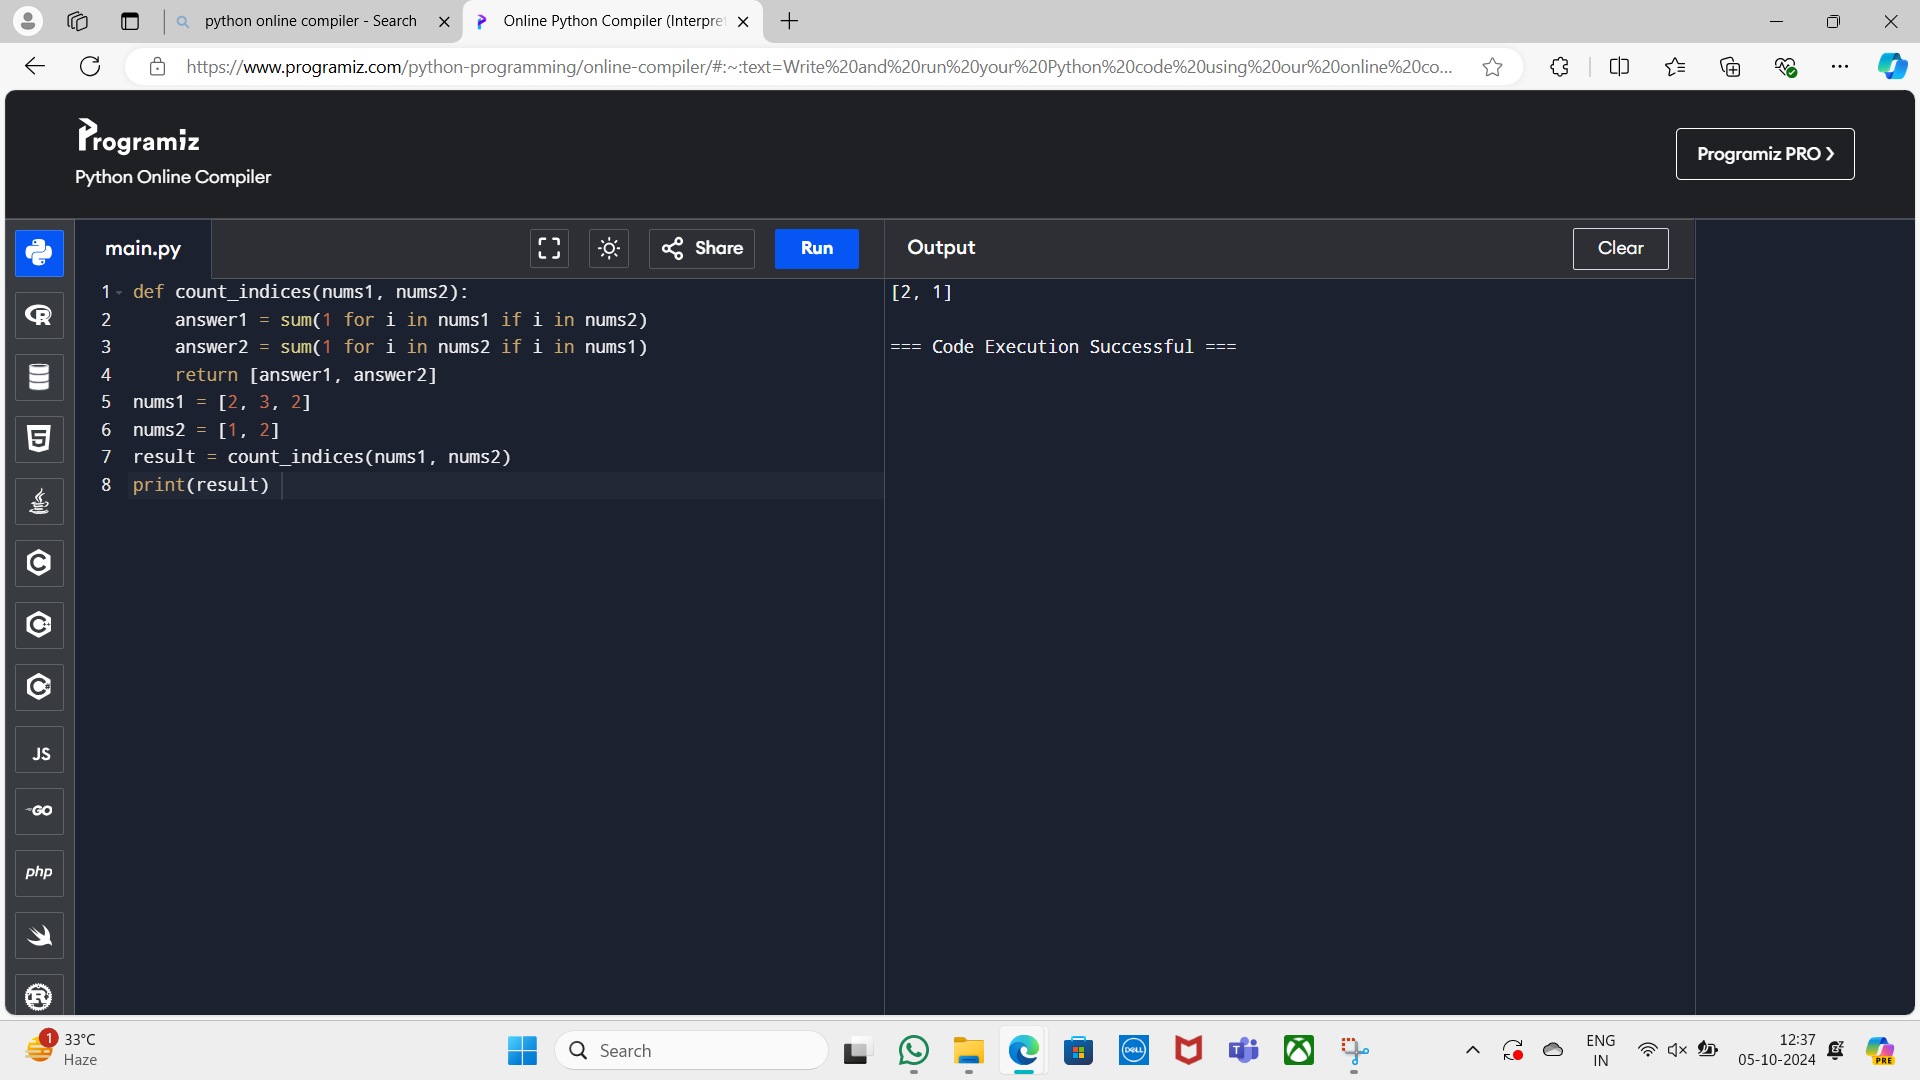 python online compiler - Search
Online Python Compiler (Interpre
https://www.programiz.com/python-programming/online-compiler/#:~:text=Write%20and%20run%20your%20Python%20code%20using%20our%20online%20co...
Programiz
Python Online Compiler
Programiz PRO
main.py
Share
Run
Output
Clear
1 def count_indices(nums1, nums2):
2 answer1 = sum(1 for i in nums1 if i in nums2)
3 answer2 = sum(1 for i in nums2 if i in nums1)
4 return [answer1, answer2]
5 nums1 = [2, 3, 2]
6 nums2 = [1, 2]
7 result = count_indices(nums1, nums2)
8 print(result)
[2, 1]
=== Code Execution Successful ===
R
5
C
C++
C#
JS
GO
php
R
1
33°C
Haze
Search
DELL
ENG
IN
12:37
05-10-2024
PRE